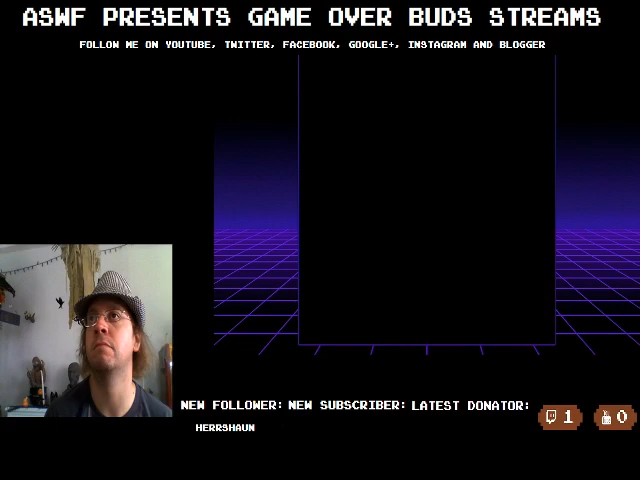 ASWF PRESENTS GAME OVER BUDS STREAMS
FOLLOW ME ON YOUTUBE, TWITTER, FACEBOOK, GOOGLE+, INSTAGRAM AND BLOGGER
NEW FOLLOWER: NEW SUBSCRIBER: LATEST DONATOR: 1 0
HERRSHAUN